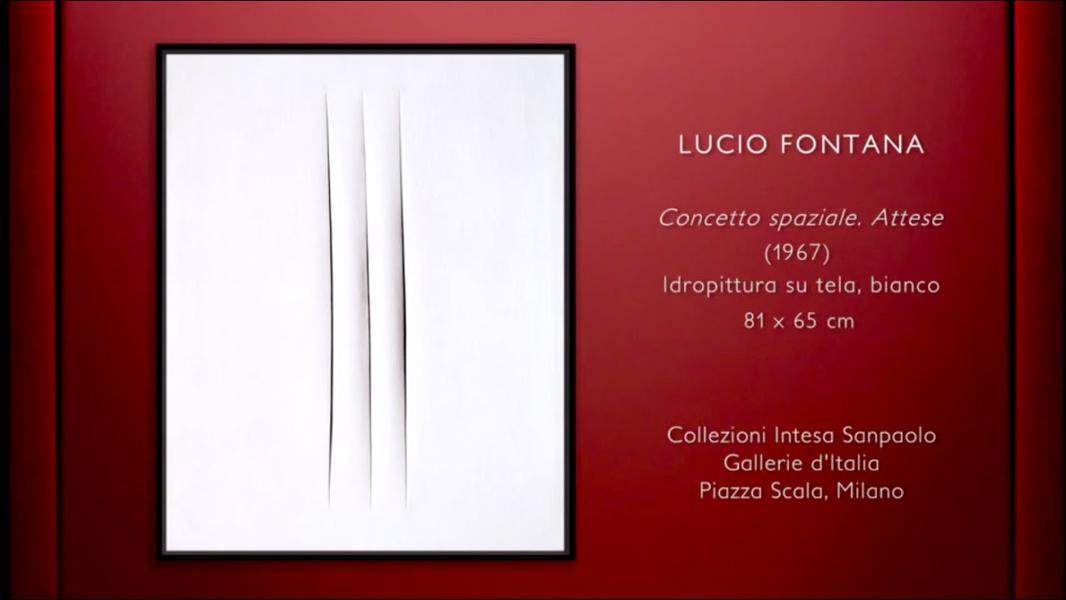 LUCIO FONTANA
Concetto spaziale. Attese
(1967)
Idropittura su tela, bianco
81 x 65 cm
Collezioni Intesa Sanpaolo
Gallerie d'Italia
Piazza Scala, Milano